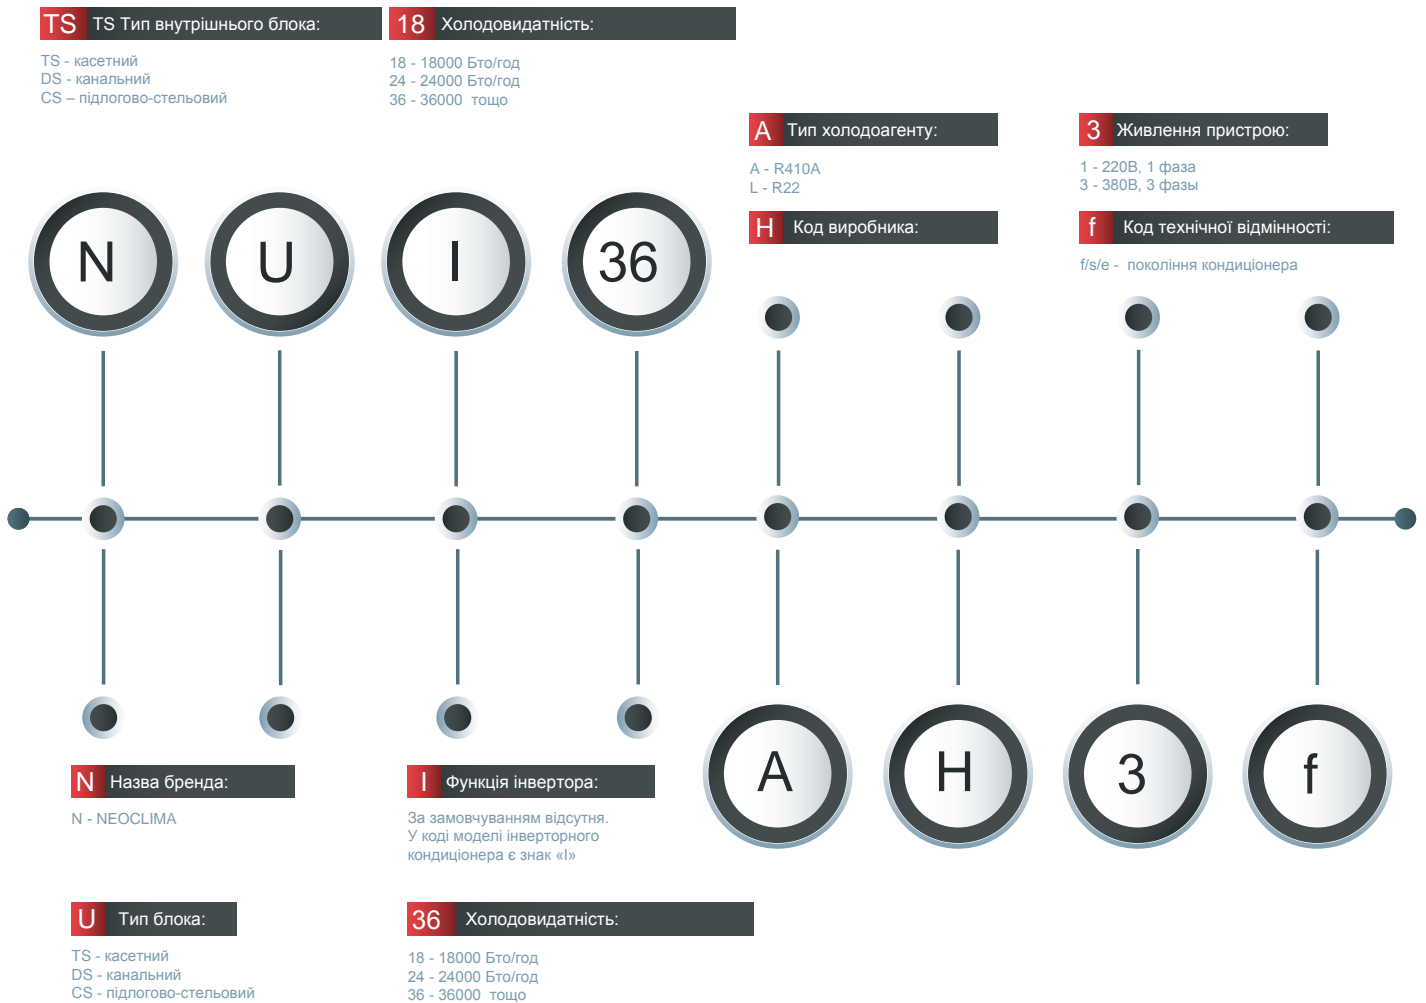 TS TS Тип внутрішнього блока:
TS - касетний
DS - канальний
CS – підлогово-стельовий
18 Холодовидатність:
18 - 18000 Бто/год
24 - 24000 Бто/год
36 - 36000 тощо
A Тип холодоагенту:
A - R410A
L - R22
3 Живлення пристрою:
1 - 220В, 1 фаза
3 - 380В, 3 фазы
H Код виробника:
f Код технічної відмінності:
f/s/e - покоління кондиціонера
N U I 36
A H 3 f
N Назва бренда:
N - NEOCLIMA
I Функція інвертора:
За замовчуванням відсутня.
У коді моделі інверторного
кондиціонера є знак «I»
U Тип блока:
TS - касетний
DS - канальний
CS - підлогово-стельовий
36 Холодовидатність:
18 - 18000 Бто/год
24 - 24000 Бто/год
36 - 36000 тощо